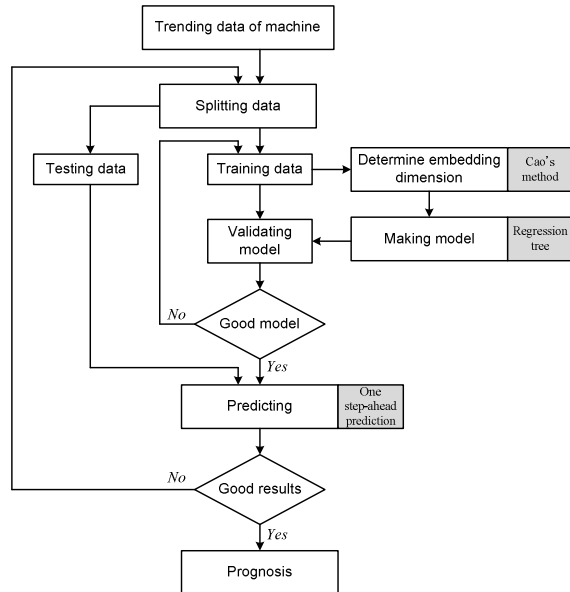 Trending data of machine
Splitting data
Testing data
Training data
Determine embedding
dimension
Cao's
method
Validating
model
Making model
Regression
tree
No
Good model
Yes
Predicting
One
step-ahead
prediction
No
Good results
Yes
Prognosis